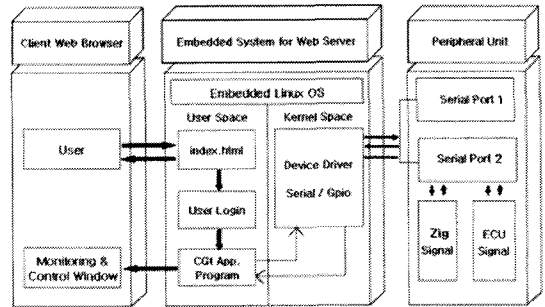 Client Web Browser
Embedded System for Web Server
Peripheral Unit
Embedded Linux OS
User Space
Kernel Space
User
index.html
User Login
CGI App.
Program
Monitoring &
Control Window
Device Driver
Serial / Gpio
Serial Port 1
Serial Port 2
Zig
Signal
ECU
Signal